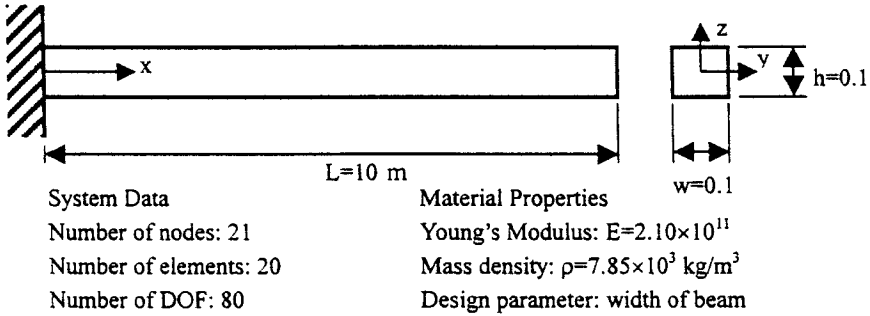 z
x
y
h=0.1
L=10 m
w=0.1
System Data
Number of nodes: 21
Number of elements: 20
Number of DOF: 80
Material Properties
Young's Modulus: E=2.10×10¹¹
Mass density: ρ=7.85×10³ kg/m³
Design parameter: width of beam